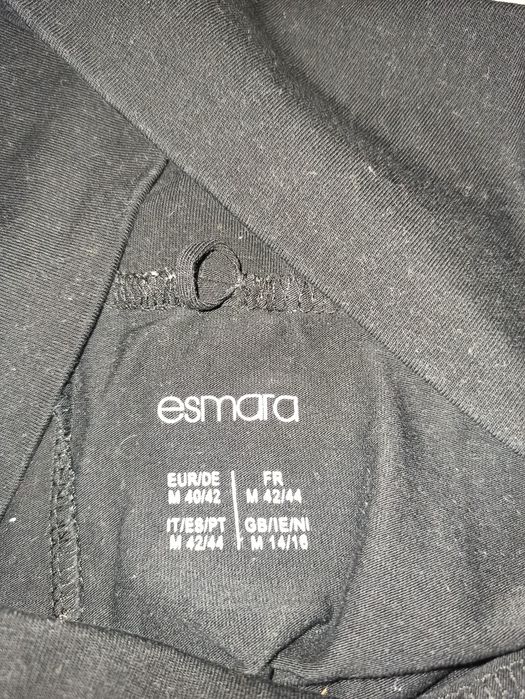 esmara
EUR/DE
M 40/42
FR
M 42/44
IT/ES/PT
M 42/44
GB/IE/NI
M 14/16